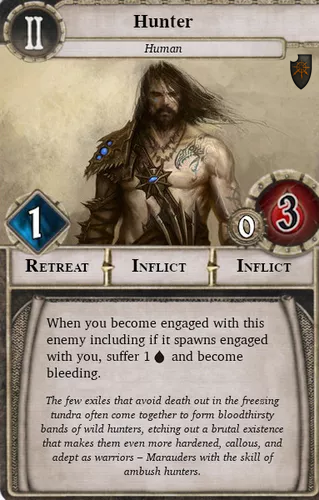 II
Hunter
Human
1
0
3
RETREAT INFLICT INFLICT
When you become engaged with this
enemy including if it spawns engaged
with you, suffer 1 and become
bleeding.
The few exiles that avoid death out in the freezing
tundra often come together to form bloodthirsty
bands of wild hunters, etching out a brutal existence
that makes them even more hardened, callous, and
adept as warriors – Marauders with the skill of
ambush hunters.